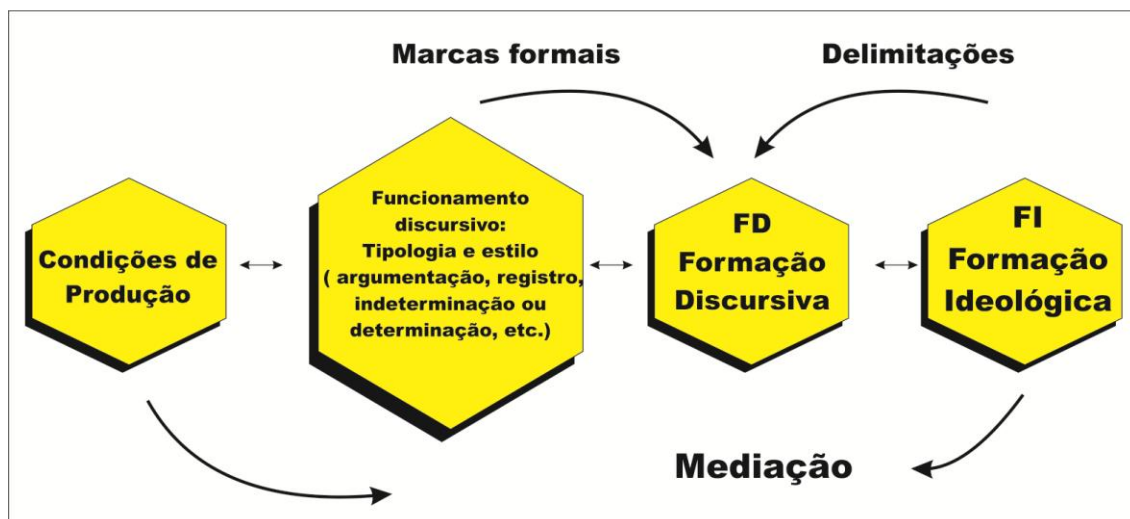 Marcas formais
Delimitações
Condições de
Produção
Funcionamento
discursivo:
Tipologia e estilo
( argumentação, registro,
indeterminação ou
determinação, etc.)
FD
Formação
Discursiva
FI
Formação
Ideológica
Mediação